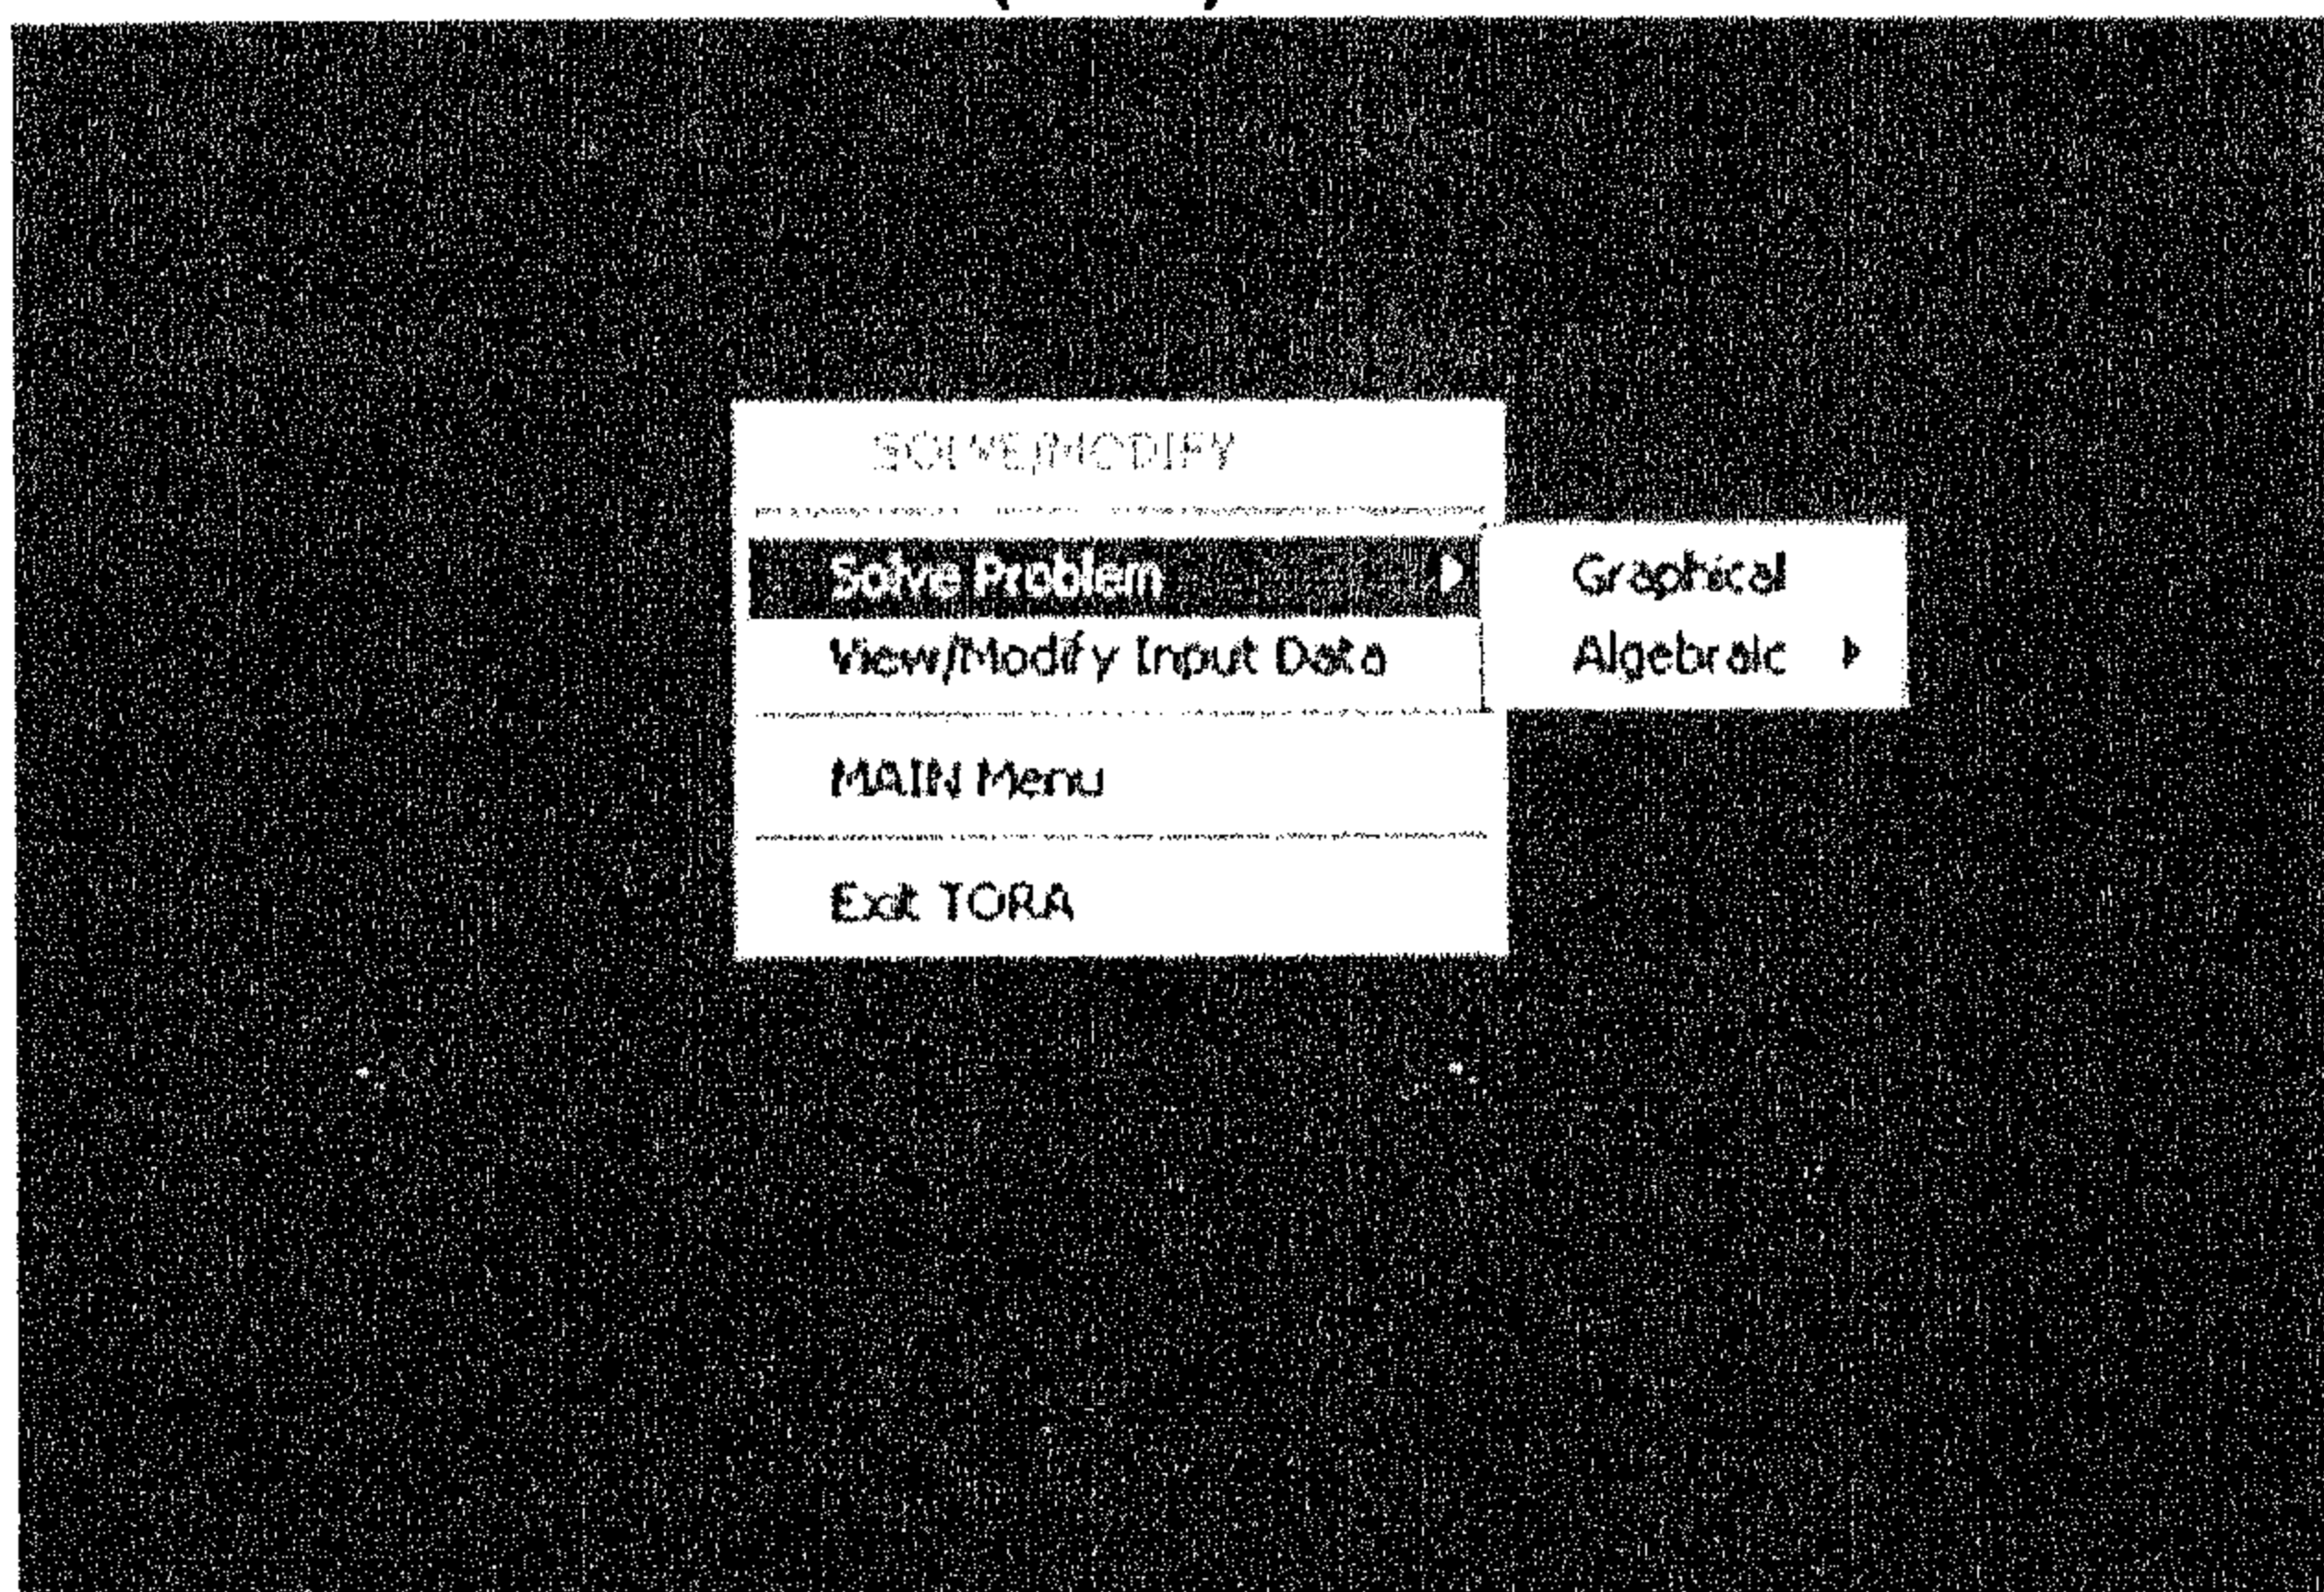 SOLVE/MODIFY
Solve Problem
Graphical
View/Modify Input Data
Algebraic
MAIN Menu
Exit TORA